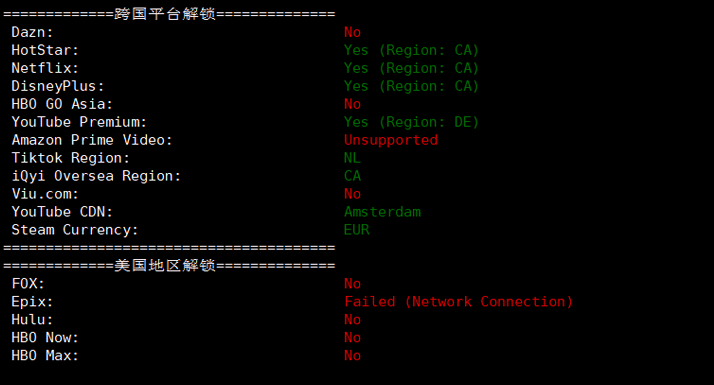 =============跨国平台解锁==============
Dazn: No
HotStar: Yes (Region: CA)
Netflix: Yes (Region: CA)
DisneyPlus: Yes (Region: CA)
HBO GO Asia: No
YouTube Premium: Yes (Region: DE)
Amazon Prime Video: Unsupported
Tiktok Region: NL
iQyi Oversea Region: CA
Viu.com: No
YouTube CDN: Amsterdam
Steam Currency: EUR
=======================================
=============美国地区解锁==============
FOX: No
Epix: Failed (Network Connection)
Hulu: No
HBO Now: No
HBO Max: No